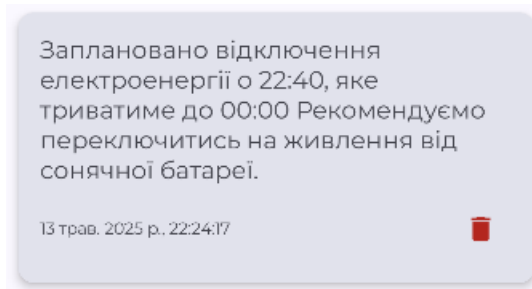 Заплановано відключення
електроенергії о 22:40, яке
триватиме до 00:00 Рекомендуємо
переключитись на живлення від
сонячної батареї.
13 трав. 2025 р., 22:24:17